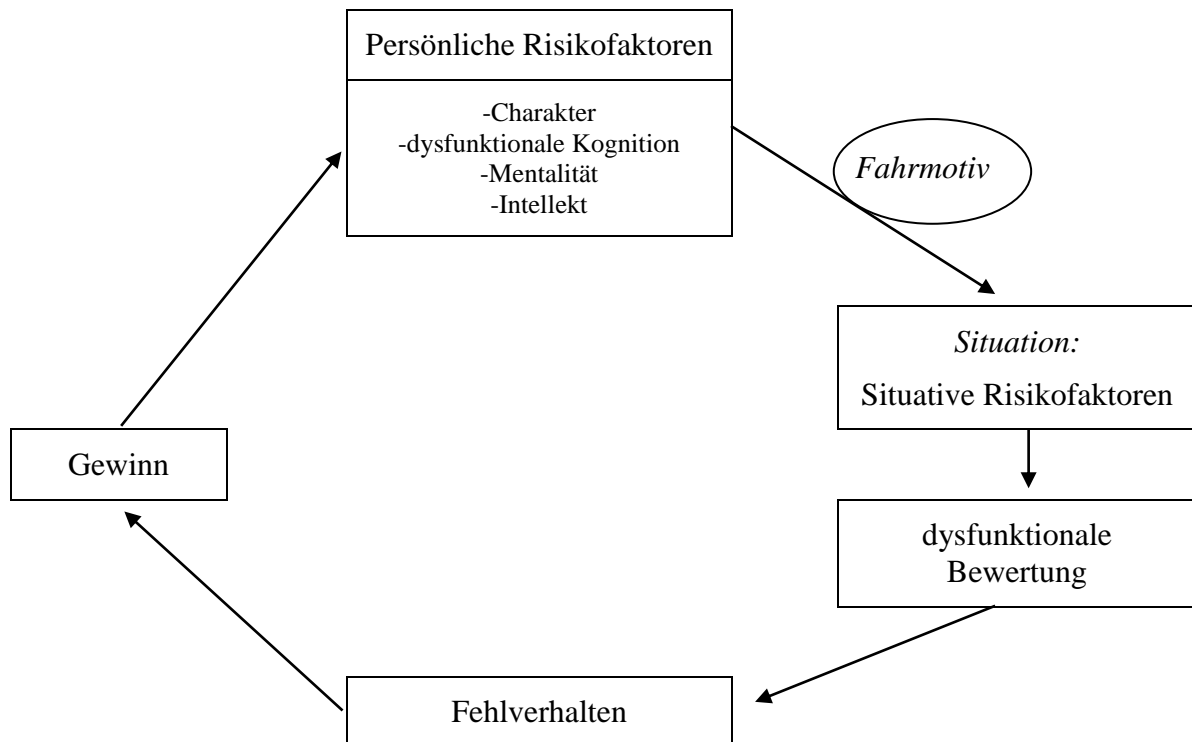 Persönliche Risikofaktoren
-Charakter
-dysfunktionale Kognition
-Mentalität
-Intellekt
Fahrmotiv
Situation:
Situative Risikofaktoren
Gewinn
dysfunktionale
Bewertung
Fehlverhalten